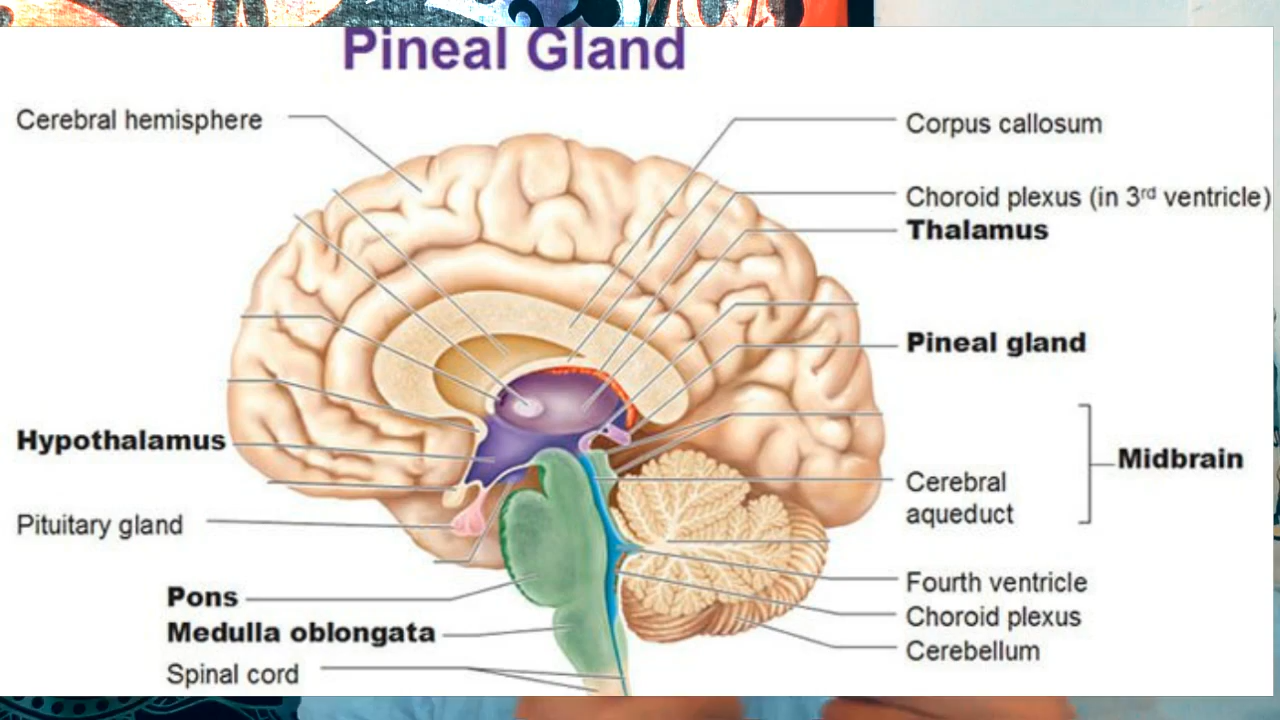 Pineal Gland
Cerebral hemisphere
Corpus callosum
Choroid plexus (in 3rd ventricle)
Thalamus
Pineal gland
Hypothalamus
Midbrain
Cerebral
aqueduct
Pituitary gland
Fourth ventricle
Pons
Choroid plexus
Medulla oblongata
Cerebellum
Spinal cord